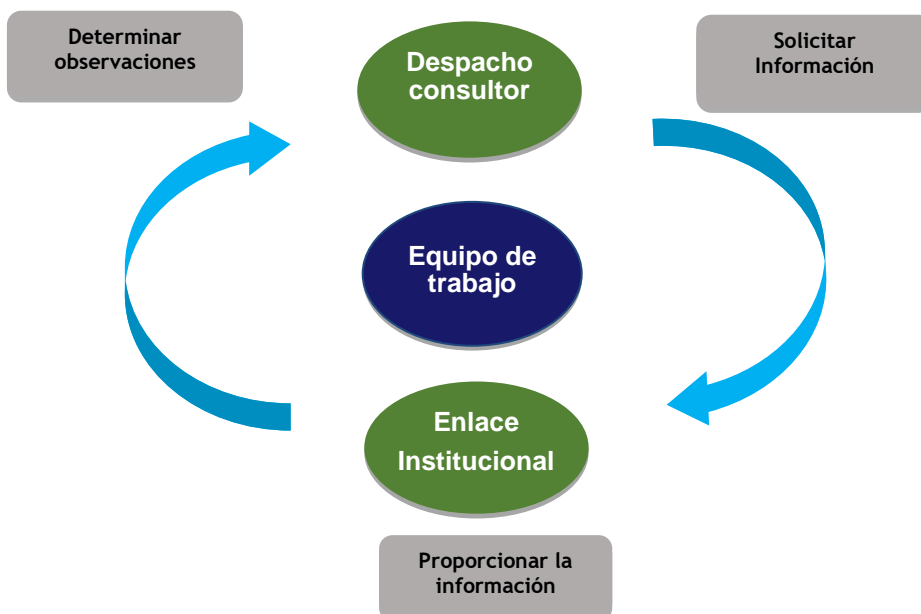 Determinar
observaciones
Despacho
consultor
Solicitar
Información
Equipo de
trabajo
Enlace
Institucional
Proporcionar la
información